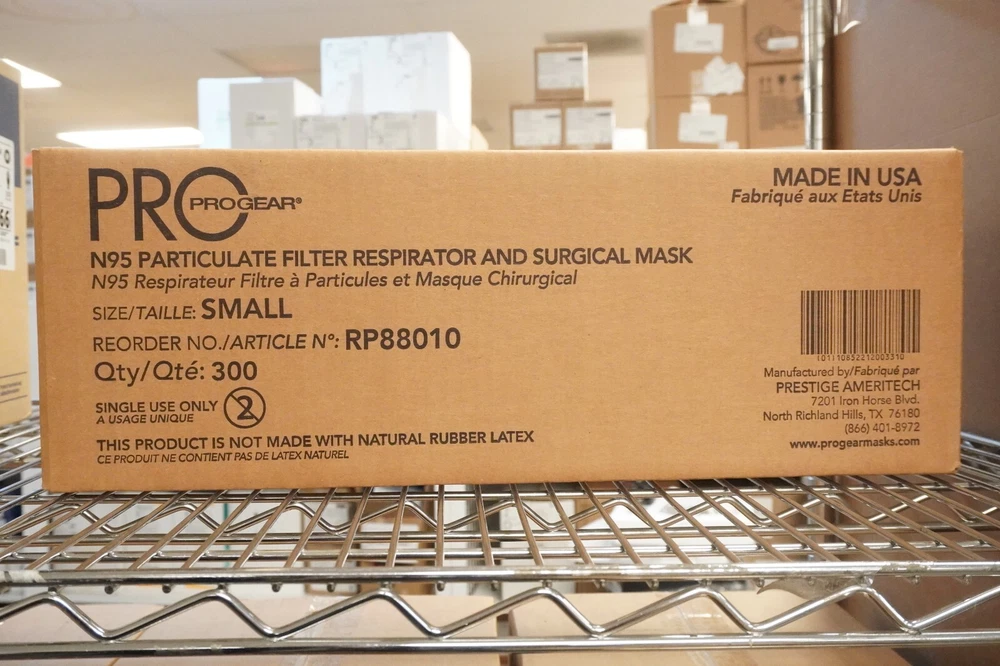 PRO
PROGEAR®
MADE IN USA
Fabriqué aux Etats Unis
N95 PARTICULATE FILTER RESPIRATOR AND SURGICAL MASK
N95 Respirateur Filtre à Particules et Masque Chirurgical
SIZE/TAILLE: SMALL
REORDER NO./ARTICLE N°: RP88010
Qty/Qté: 300
SINGLE USE ONLY
A USAGE UNIQUE
2
THIS PRODUCT IS NOT MADE WITH NATURAL RUBBER LATEX
CE PRODUIT NE CONTIENT PAS DE LATEX NATUREL
(01)10852212003310
Manufactured by/Fabriqué par
PRESTIGE AMERITECH
7201 Iron Horse Blvd.
North Richland Hills, TX 76180
(866) 401-8972
www.progearmasks.com